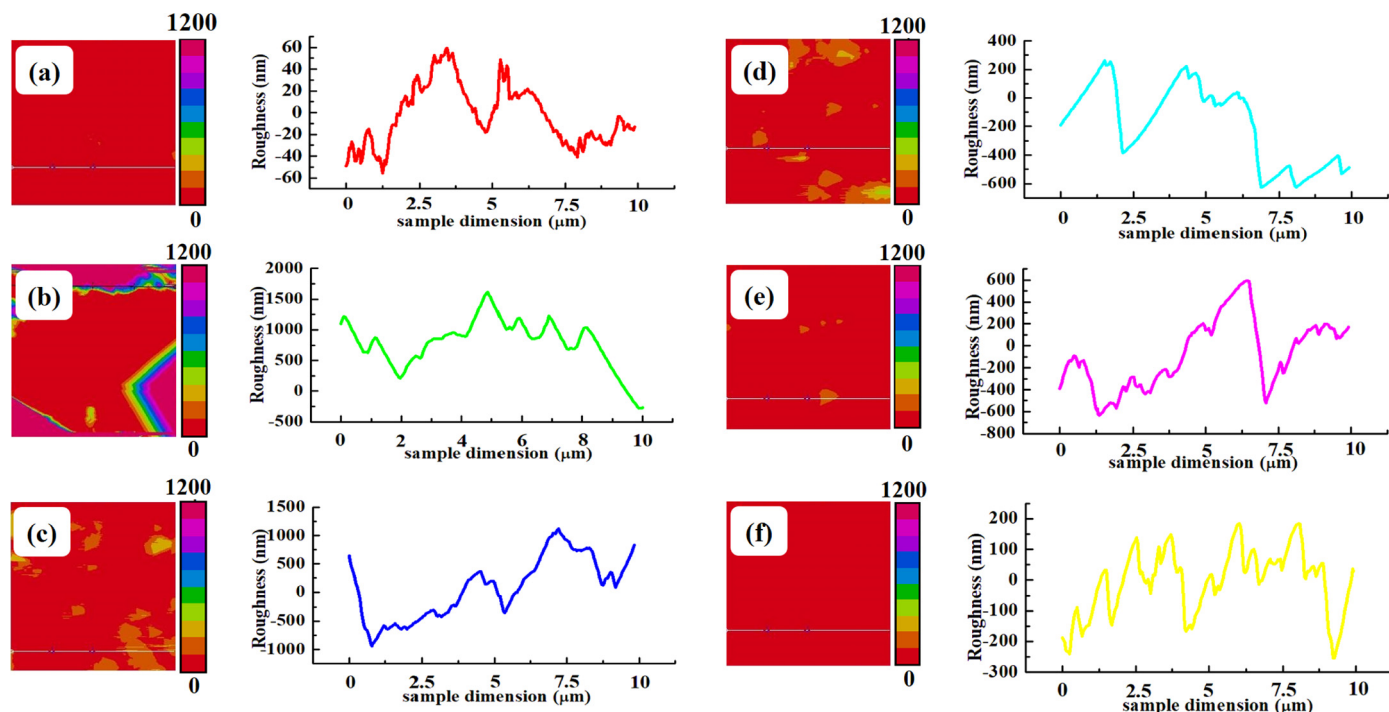 1200
(a)
0
Roughness (nm)
60
40
20
0
-20
-40
-60
0 2.5 5 7.5 10
sample dimension (μm)
1200
(d)
0
Roughness (nm)
400
200
0
-200
-400
-600
0 2.5 5 7.5 10
sample dimension (μm)
1200
(b)
0
Roughness (nm)
2000
1500
1000
500
0
-500
0 2 4 6 8 10
sample dimension (μm)
1200
(e)
0
Roughness (nm)
600
400
200
0
-200
-400
-600
-800
0 2.5 5 7.5 10
sample dimension (μm)
1200
(c)
0
Roughness (nm)
1500
1000
500
0
-500
-1000
0 2.5 5 7.5 10
sample dimension (μm)
1200
(f)
0
Roughness (nm)
200
100
0
-100
-200
-300
0 2.5 5 7.5 10
sample dimension (μm)